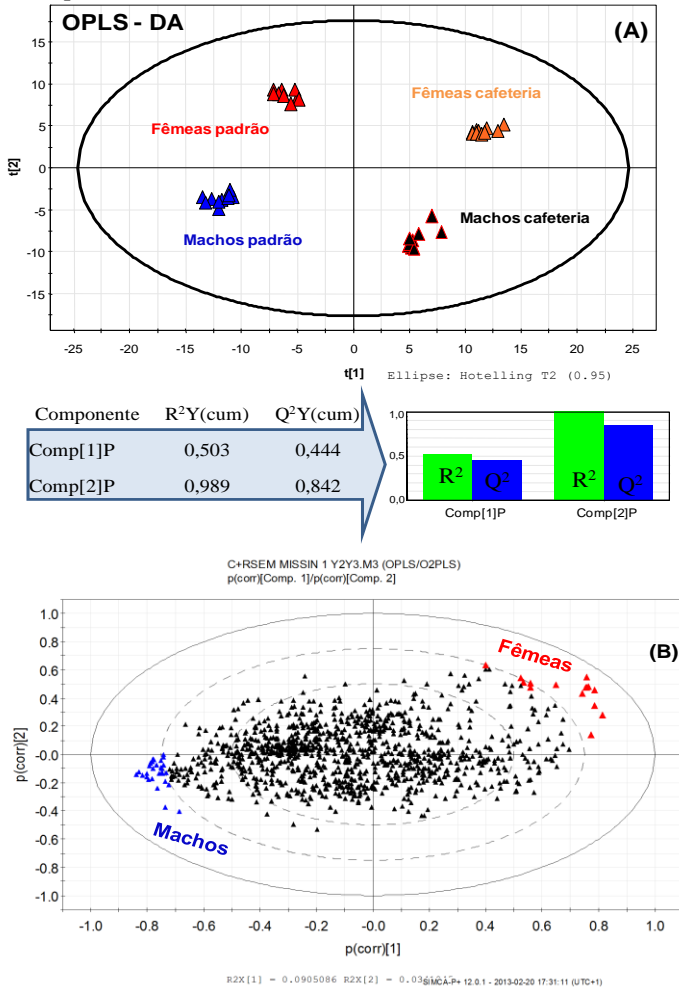 OPLS - DA
(A)
Fêmeas padrão
Fêmeas cafeteria
Machos padrão
Machos cafeteria
t[2]
15
10
5
0
-5
-10
-15
-25 -20 -15 -10 -5 0 5 10 15 20 25
t[1]
Ellipse: Hotelling T2 (0.95)
Componente R²Y(cum) Q²Y(cum)
Comp[1]P 0,503 0,444
Comp[2]P 0,989 0,842
1,0
0,5
0,0
R² Q² R² Q²
Comp[1]P Comp[2]P
C+RSEM MISSIN 1 Y2Y3.M3 (OPLS/O2PLS)
p(corr)[Comp. 1]/p(corr)[Comp. 2]
(B)
Fêmeas
Machos
p(corr)[2]
1.0
0.8
0.6
0.4
0.2
-0.0
-0.2
-0.4
-0.6
-0.8
-1.0
-1.0 -0.8 -0.6 -0.4 -0.2 -0.0 0.2 0.4 0.6 0.8 1.0
p(corr)[1]
R2X[1] = 0.0905086 R2X[2] =
SIMCA-P+ 12.0.1 - 2013-02-20 17:31:11 (UTC+1)